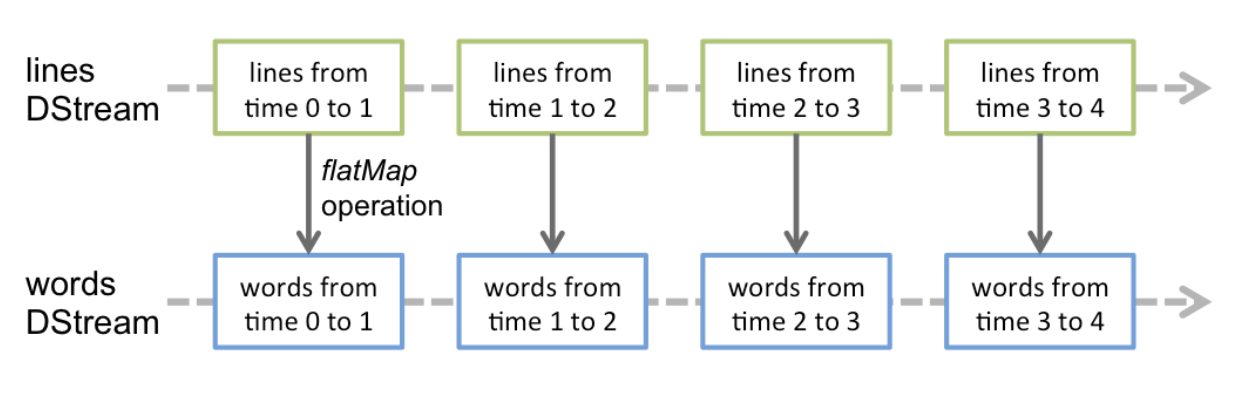 lines
DStream
lines from
time 0 to 1
lines from
time 1 to 2
lines from
time 2 to 3
lines from
time 3 to 4
flatMap
operation
words
DStream
words from
time 0 to 1
words from
time 1 to 2
words from
time 2 to 3
words from
time 3 to 4